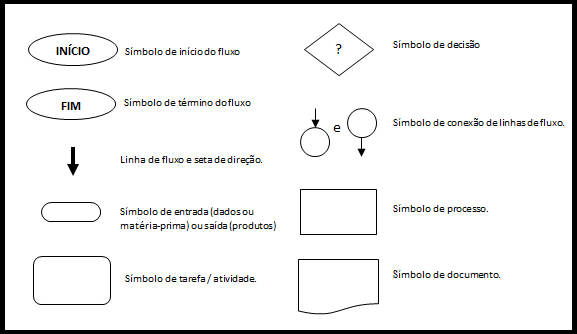 INÍCIO
Símbolo de início do fluxo
FIM
Símbolo de término do fluxo
Linha de fluxo e seta de direção.
Símbolo de entrada (dados ou
matéria-prima) ou saída (produtos)
Símbolo de tarefa / atividade.
?
Símbolo de decisão
e
Símbolo de conexão de linhas de fluxo.
Símbolo de processo.
Símbolo de documento.